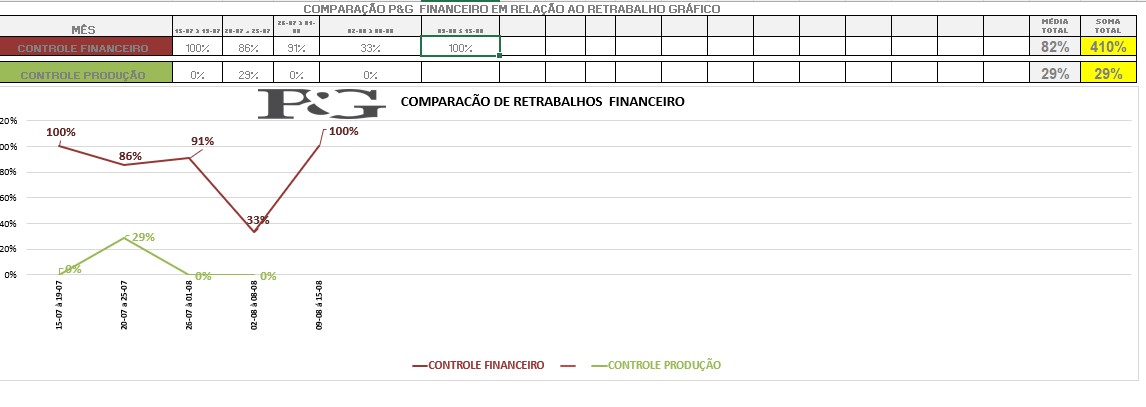 COMPARAÇÃO P&G FINANCEIRO EM RELAÇÃO AO RETRABALHO GRÁFICO
MÊS 15-07 à 19-07 20-07 a 25-07 26-07 à 01-08 02-08 à 08-08 09-08 à 15-08 MÉDIA TOTAL SOMA TOTAL
CONTROLE FINANCEIRO 100% 86% 91% 33% 100% 82% 410%
CONTROLE PRODUÇÃO 0% 29% 0% 0% 29% 29%
P&G COMPARACÃO DE RETRABALHOS FINANCEIRO
20%
00%
80%
60%
40%
20%
0%
100%
86%
91%
33%
100%
0%
29%
0%
0%
15-07 à 19-07
20-07 a 25-07
26-07 à 01-08
02-08 à 08-08
09-08 à 15-08
CONTROLE FINANCEIRO CONTROLE PRODUÇÃO